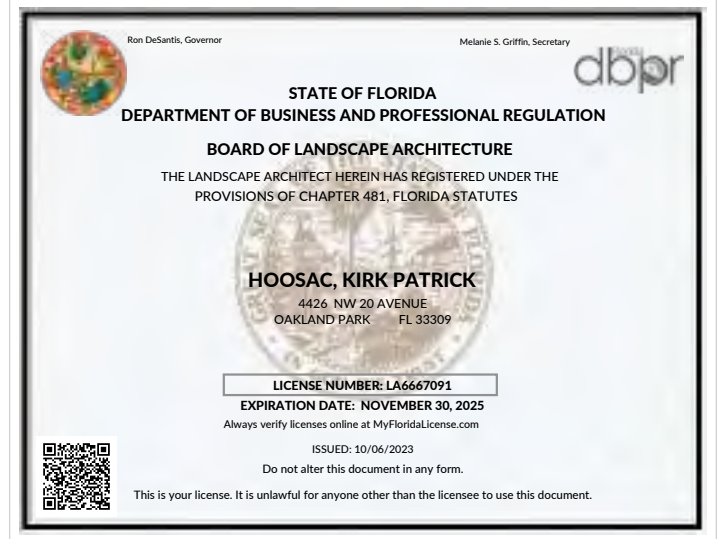 Ron DeSantis, Governor
Melanie S. Griffin, Secretary
dbpr
STATE OF FLORIDA
DEPARTMENT OF BUSINESS AND PROFESSIONAL REGULATION
BOARD OF LANDSCAPE ARCHITECTURE
THE LANDSCAPE ARCHITECT HEREIN HAS REGISTERED UNDER THE
PROVISIONS OF CHAPTER 481, FLORIDA STATUTES
HOOSAC, KIRK PATRICK
4426 NW 20 AVENUE
OAKLAND PARK FL 33309
LICENSE NUMBER: LA6667091
EXPIRATION DATE: NOVEMBER 30, 2025
Always verify licenses online at MyFloridaLicense.com
ISSUED: 10/06/2023
Do not alter this document in any form.
This is your license. It is unlawful for anyone other than the licensee to use this document.